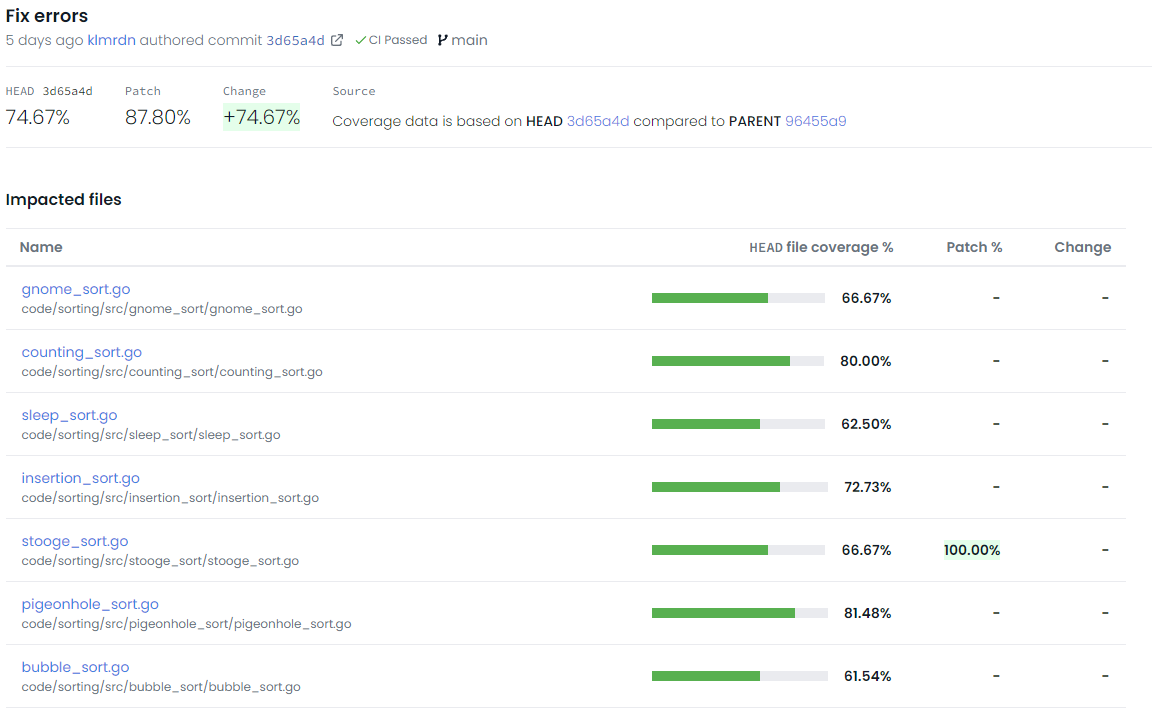 Fix errors
5 days ago klmrdn authored commit 3d65a4d CI Passed main
HEAD 3d65a4d Patch Change Source
74.67% 87.80% +74.67% Coverage data is based on HEAD 3d65a4d compared to PARENT 96455a9
Impacted files
Name HEAD file coverage % Patch % Change
gnome_sort.go
code/sorting/src/gnome_sort/gnome_sort.go
66.67% - -
counting_sort.go
code/sorting/src/counting_sort/counting_sort.go
80.00% - -
sleep_sort.go
code/sorting/src/sleep_sort/sleep_sort.go
62.50% - -
insertion_sort.go
code/sorting/src/insertion_sort/insertion_sort.go
72.73% - -
stooge_sort.go
code/sorting/src/stooge_sort/stooge_sort.go
66.67% 100.00% -
pigeonhole_sort.go
code/sorting/src/pigeonhole_sort/pigeonhole_sort.go
81.48% - -
bubble_sort.go
code/sorting/src/bubble_sort/bubble_sort.go
61.54% - -